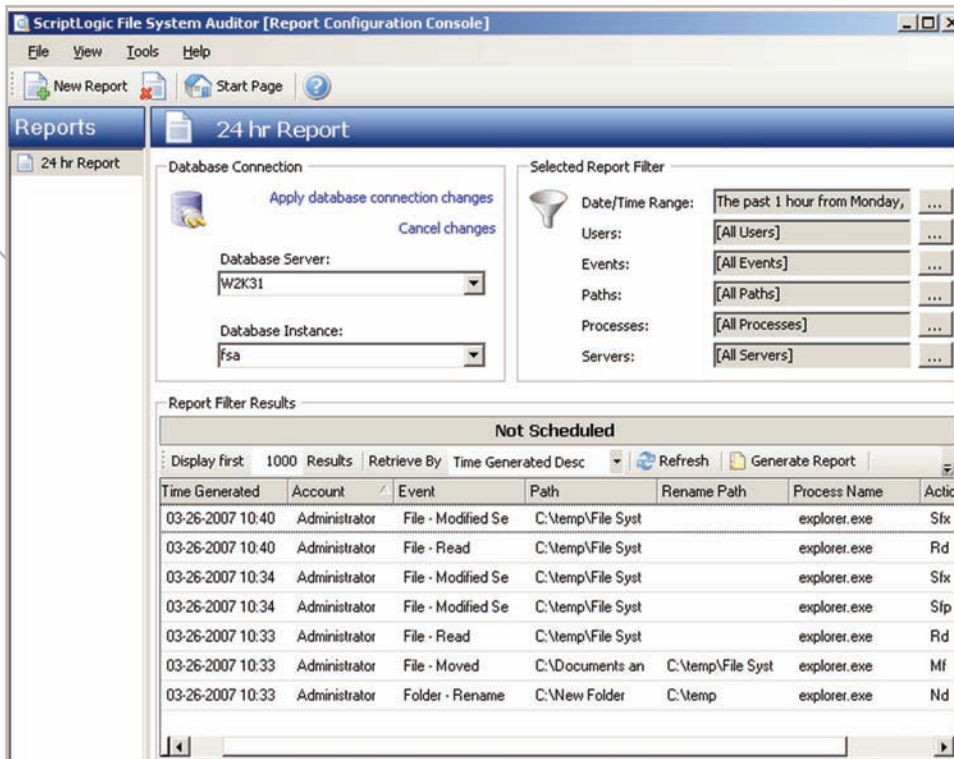 ScriptLogic File System Auditor [Report Configuration Console]
File View Tools Help
New Report Start Page
Reports
24 hr Report
24 hr Report
Database Connection
Apply database connection changes
Cancel changes
Database Server:
W2K31
Database Instance:
fsa
Selected Report Filter
Date/Time Range: The past 1 hour from Monday, ...
Users: [All Users] ...
Events: [All Events] ...
Paths: [All Paths] ...
Processes: [All Processes] ...
Servers: [All Servers] ...
Report Filter Results
Not Scheduled
Display first 1000 Results Retrieve By Time Generated Desc Refresh Generate Report
Time Generated Account Event Path Rename Path Process Name Actic
03-26-2007 10:40 Administrator File - Modified Se C:\temp\File Syst explorer.exe Sfx
03-26-2007 10:40 Administrator File - Read C:\temp\File Syst explorer.exe Rd
03-26-2007 10:34 Administrator File - Modified Se C:\temp\File Syst explorer.exe Sfx
03-26-2007 10:34 Administrator File - Modified Se C:\temp\File Syst explorer.exe Sfp
03-26-2007 10:33 Administrator File - Read C:\temp\File Syst explorer.exe Rd
03-26-2007 10:33 Administrator File - Moved C:\Documents an C:\temp\File Syst explorer.exe Mf
03-26-2007 10:33 Administrator Folder - Rename C:\New Folder C:\temp explorer.exe Nd